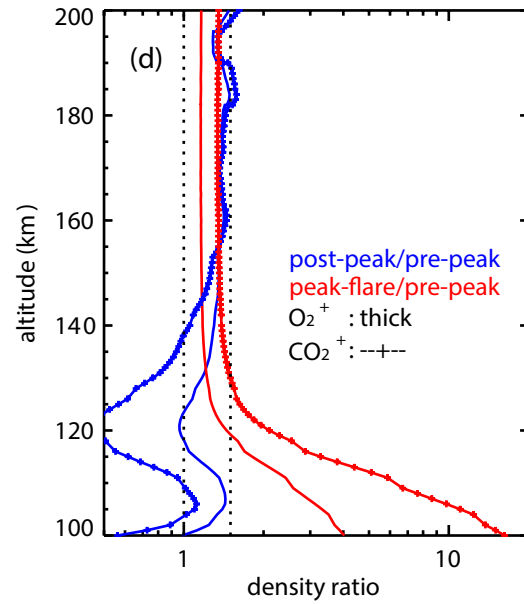 200
(d)
180
160
altitude (km)
post-peak/pre-peak
peak-flare/pre-peak
O₂⁺ : thick
CO₂⁺ : --+--
140
120
100
1
10
density ratio